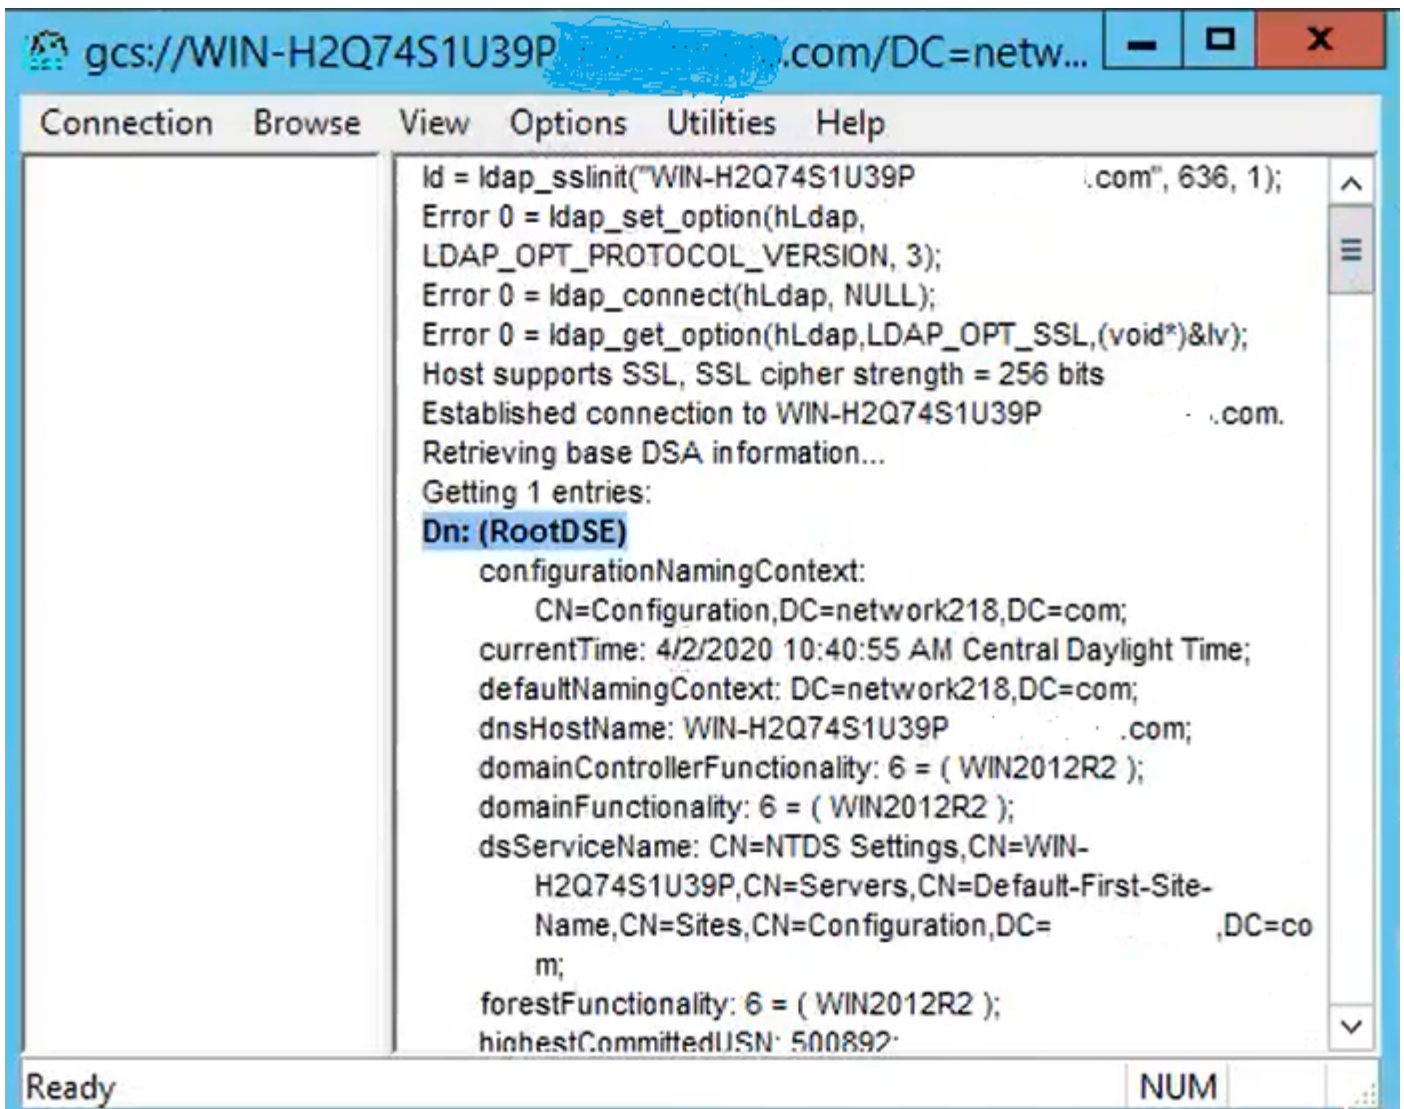 gcs://WIN-H2Q74S1U39P .com/DC=netw...
Connection Browse View Options Utilities Help
ld = ldap_sslinit("WIN-H2Q74S1U39P .com", 636, 1);
Error 0 = ldap_set_option(hLdap,
LDAP_OPT_PROTOCOL_VERSION, 3);
Error 0 = ldap_connect(hLdap, NULL);
Error 0 = ldap_get_option(hLdap,LDAP_OPT_SSL,(void*)&lv);
Host supports SSL, SSL cipher strength = 256 bits
Established connection to WIN-H2Q74S1U39P .com.
Retrieving base DSA information...
Getting 1 entries:
Dn: (RootDSE)
configurationNamingContext:
CN=Configuration,DC=network218,DC=com;
currentTime: 4/2/2020 10:40:55 AM Central Daylight Time;
defaultNamingContext: DC=network218,DC=com;
dnsHostName: WIN-H2Q74S1U39P .com;
domainControllerFunctionality: 6 = ( WIN2012R2 );
domainFunctionality: 6 = ( WIN2012R2 );
dsServiceName: CN=NTDS Settings,CN=WIN-
H2Q74S1U39P,CN=Servers,CN=Default-First-Site-
Name,CN=Sites,CN=Configuration,DC= ,DC=co
m;
forestFunctionality: 6 = ( WIN2012R2 );
highestCommittedUSN: 500892;
Ready NUM